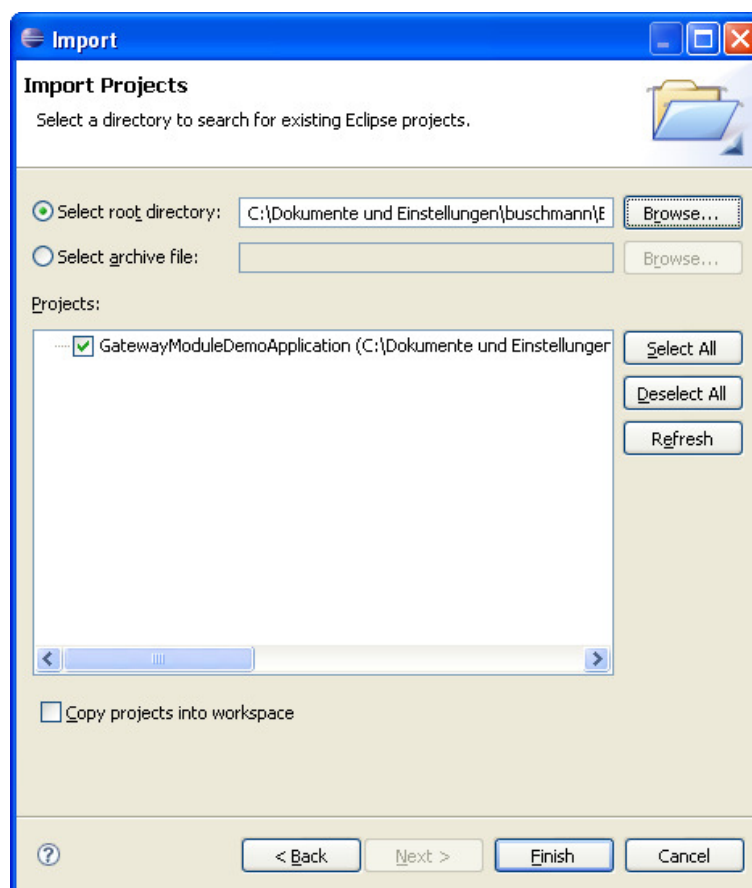 Import
Import Projects
Select a directory to search for existing Eclipse projects.
Select root directory: C:\Dokumente und Einstellungen\buschmann\E Browse...
Select archive file: Browse...
Projects:
GatewayModuleDemoApplication (C:\Dokumente und Einstellungen
Select All
Deselect All
Refresh
Copy projects into workspace
? < Back Next > Finish Cancel